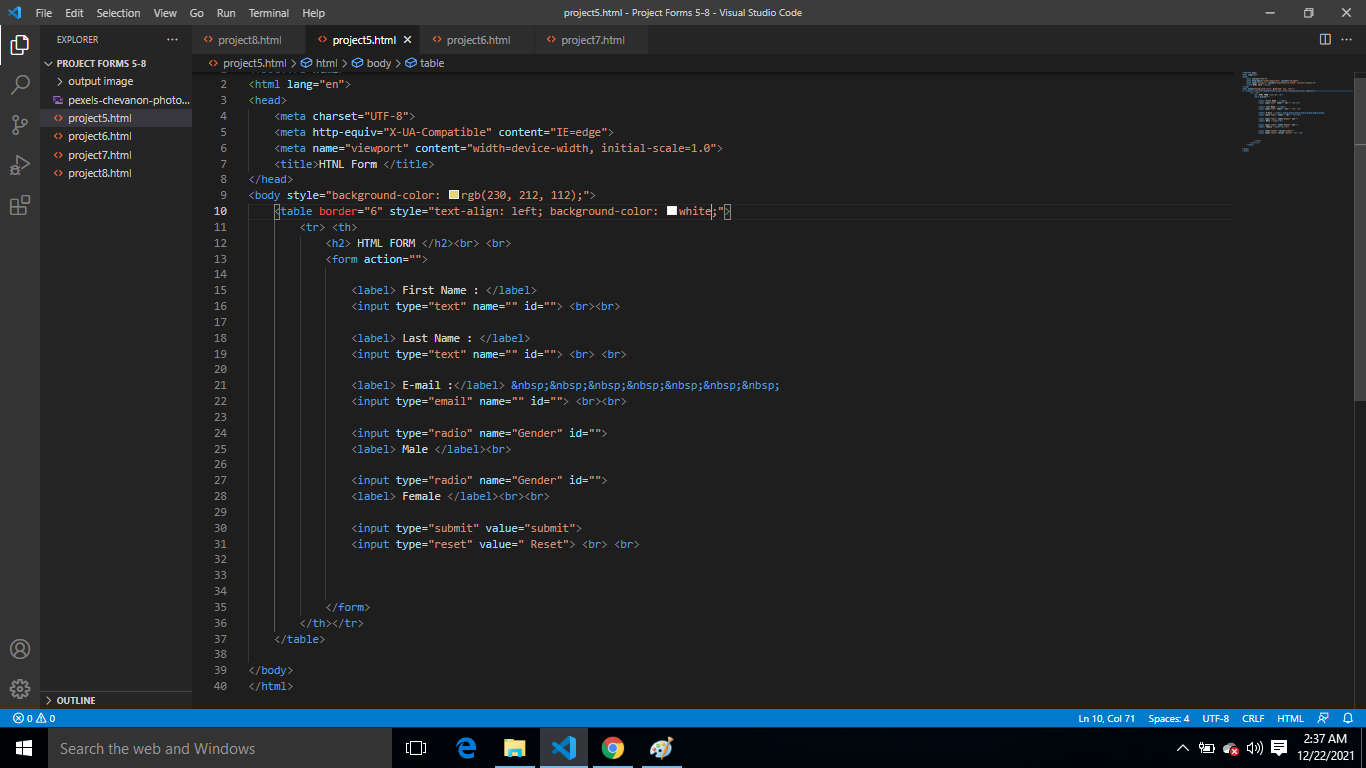 File Edit Selection View Go Run Terminal Help project5.html - Project Forms 5-8 - Visual Studio Code
EXPLORER ···
project8.html project5.html project6.html project7.html
PROJECT FORMS 5-8
output image
pexels-chevanon-photo...
project5.html
project6.html
project7.html
project8.html
OUTLINE
project5.html > html > body > table
2 <html lang="en">
3 <head>
4 <meta charset="UTF-8">
5 <meta http-equiv="X-UA-Compatible" content="IE=edge">
6 <meta name="viewport" content="width=device-width, initial-scale=1.0">
7 <title>HTNL Form </title>
8 </head>
9 <body style="background-color: rgb(230, 212, 112);">
10 <table border="6" style="text-align: left; background-color: white;">
11 <tr> <th>
12 <h2> HTML FORM </h2><br> <br>
13 <form action="">
14
15 <label> First Name : </label>
16 <input type="text" name="" id=""> <br><br>
17
18 <label> Last Name : </label>
19 <input type="text" name="" id=""> <br> <br>
20
21 <label> E-mail :</label> &nbsp;&nbsp;&nbsp;&nbsp;&nbsp;&nbsp;&nbsp;
22 <input type="email" name="" id=""> <br><br>
23
24 <input type="radio" name="Gender" id="">
25 <label> Male </label><br>
26
27 <input type="radio" name="Gender" id="">
28 <label> Female </label><br><br>
29
30 <input type="submit" value="submit">
31 <input type="reset" value=" Reset"> <br> <br>
32
33
34
35 </form>
36 </th></tr>
37 </table>
38
39 </body>
40 </html>
0 0 Ln 10, Col 71 Spaces: 4 UTF-8 CRLF HTML
Search the web and Windows
2:37 AM
12/22/2021